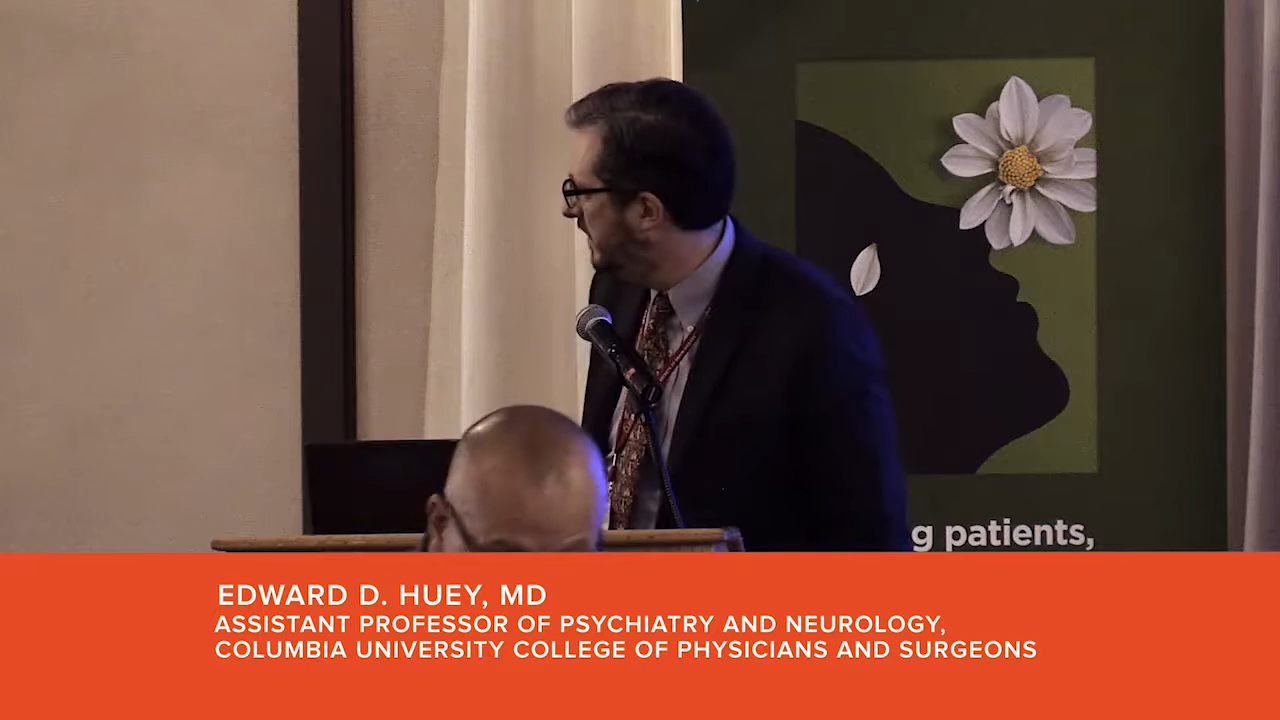 g patients,
EDWARD D. HUEY, MD
ASSISTANT PROFESSOR OF PSYCHIATRY AND NEUROLOGY,
COLUMBIA UNIVERSITY COLLEGE OF PHYSICIANS AND SURGEONS